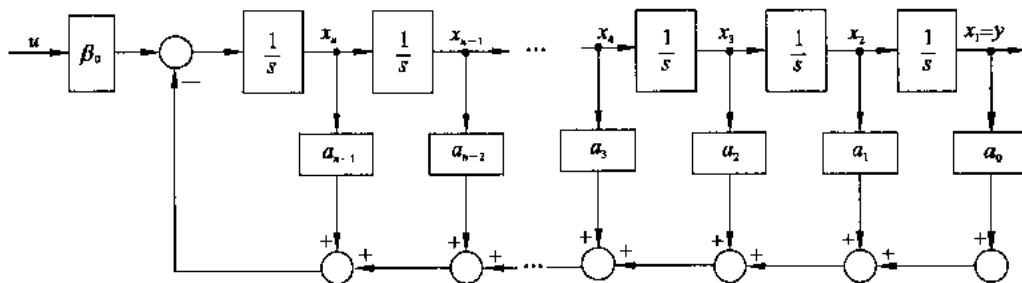 u
β₀
−
1/s
xₙ
1/s
xₙ₋₁
...
x₄
1/s
x₃
1/s
x₂
1/s
x₁=y
aₙ₋₁
aₙ₋₂
a₃
a₂
a₁
a₀
+ + + + ... + + + + + + +